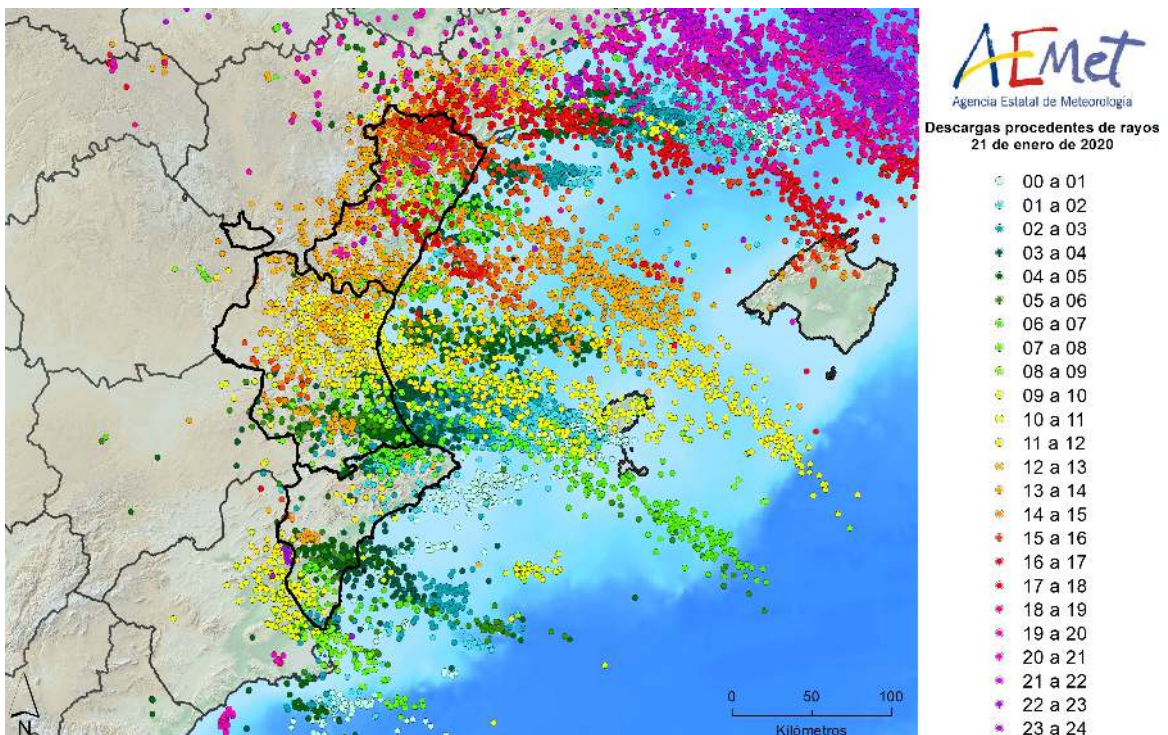 AEMet
Agencia Estatal de Meteorología
Descargas procedentes de rayos
21 de enero de 2020
00 a 01
01 a 02
02 a 03
03 a 04
04 a 05
05 a 06
06 a 07
07 a 08
08 a 09
09 a 10
10 a 11
11 a 12
12 a 13
13 a 14
14 a 15
15 a 16
16 a 17
17 a 18
18 a 19
19 a 20
20 a 21
21 a 22
22 a 23
23 a 24
N
0 50 100
Kilómetros